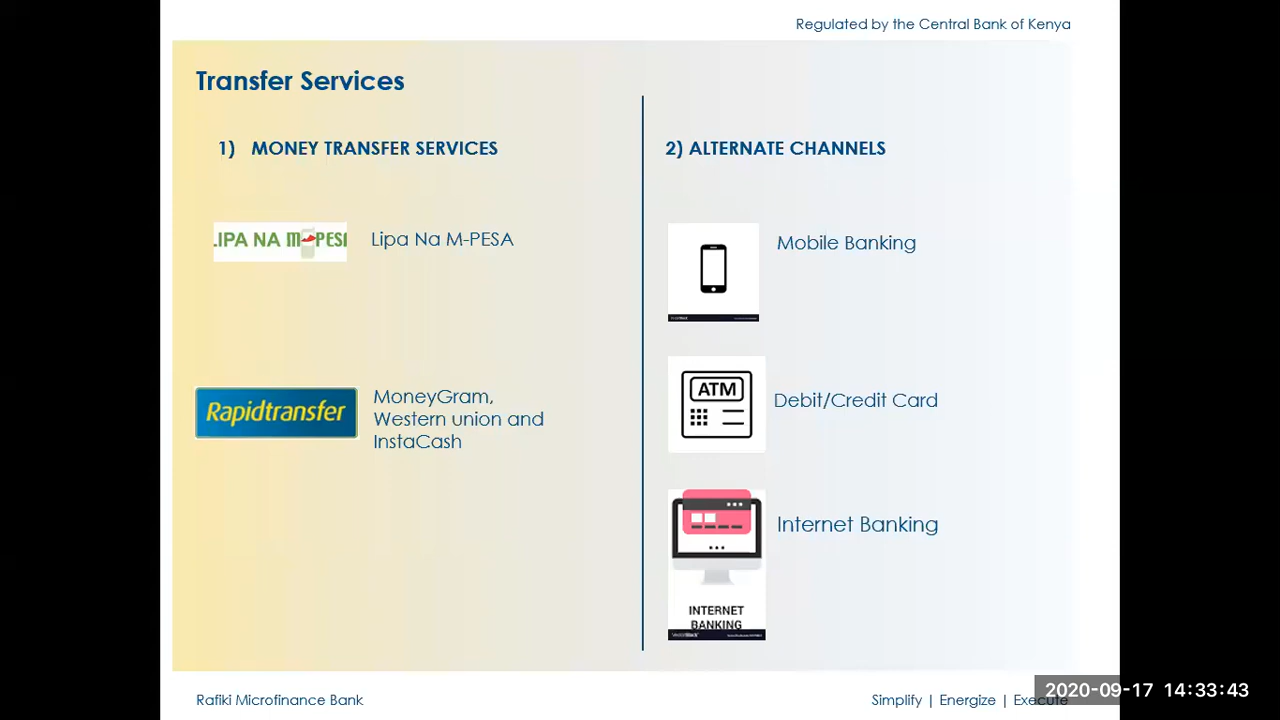 Regulated by the Central Bank of Kenya
Transfer Services
1) MONEY TRANSFER SERVICES
LIPA NA M-PESA
Lipa Na M-PESA
Rapidtransfer
MoneyGram,
Western union and
InstaCash
2) ALTERNATE CHANNELS
Mobile Banking
ATM
Debit/Credit Card
Internet Banking
INTERNET
BANKING
VectorStock
Rafiki Microfinance Bank
Simplify | Energize | Execute
2020-09-17 14:33:43